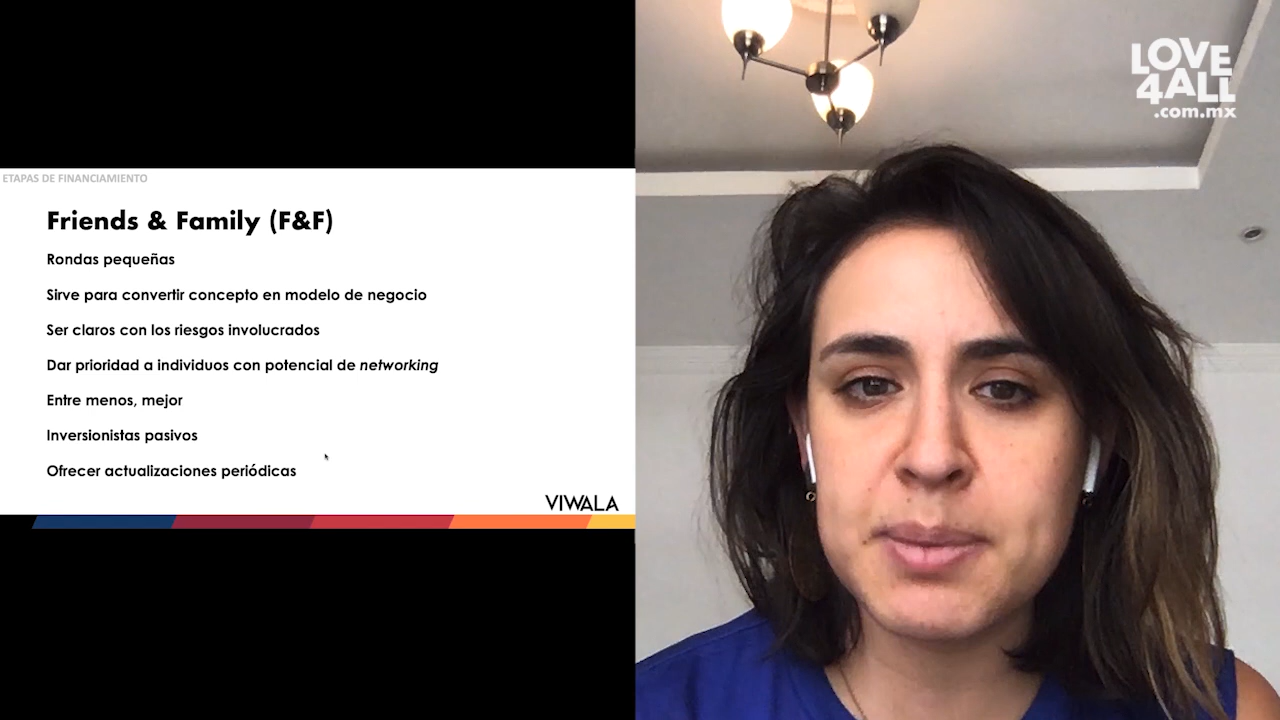 ETAPAS DE FINANCIAMIENTO
Friends & Family (F&F)
Rondas pequeñas
Sirve para convertir concepto en modelo de negocio
Ser claros con los riesgos involucrados
Dar prioridad a individuos con potencial de networking
Entre menos, mejor
Inversionistas pasivos
Ofrecer actualizaciones periódicas
VIWALA
LOVE
4ALL
.com.mx